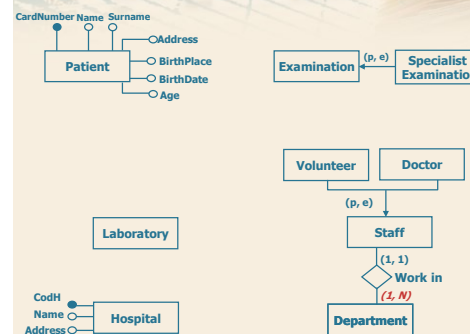 CardNumber Name Surname
Address
BirthPlace
BirthDate
Age
Patient
Examination
(p, e)
Specialist
Examinatio
Volunteer
Doctor
(p, e)
Staff
(1, 1)
Work in
(1, N)
Department
Laboratory
CodH
Name
Address
Hospital